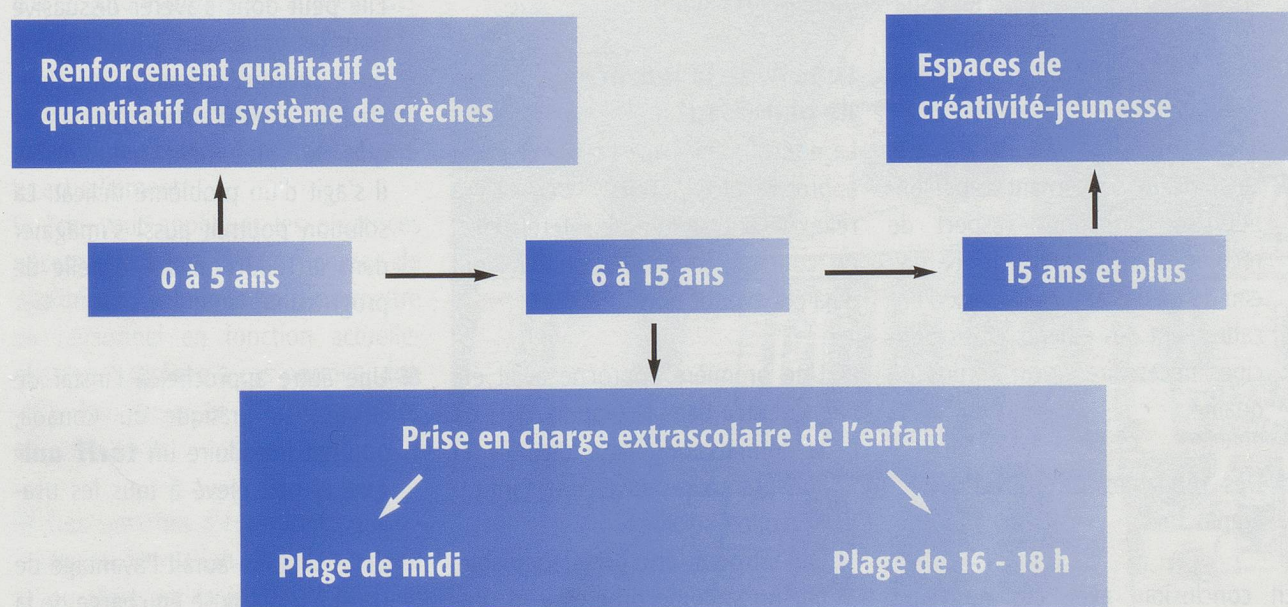 Renforcement qualitatif et
quantitatif du système de crèches
Espaces de
créativité-jeunesse
0 à 5 ans
6 à 15 ans
15 ans et plus
Prise en charge extrascolaire de l'enfant
Plage de midi
Plage de 16 - 18 h